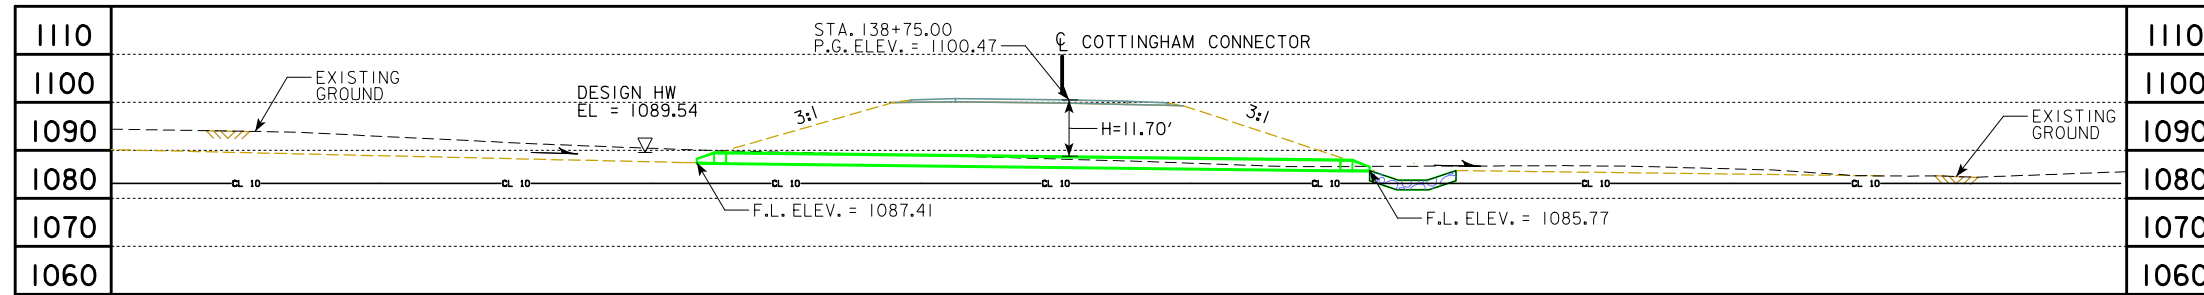 STA. 138+75.00
P.G. ELEV. = 1100.47
℄ COTTINGHAM CONNECTOR
1110
1110
1100
1100
EXISTING
GROUND
DESIGN HW
EL = 1089.54
3:1
3:1
H=11.70'
EXISTING
GROUND
1090
1090
1080
1080
CL 10
CL 10
CL 10
CL 10
CL 10
CL 10
CL 10
F.L. ELEV. = 1087.41
F.L. ELEV. = 1085.77
1070
1070
1060
1060